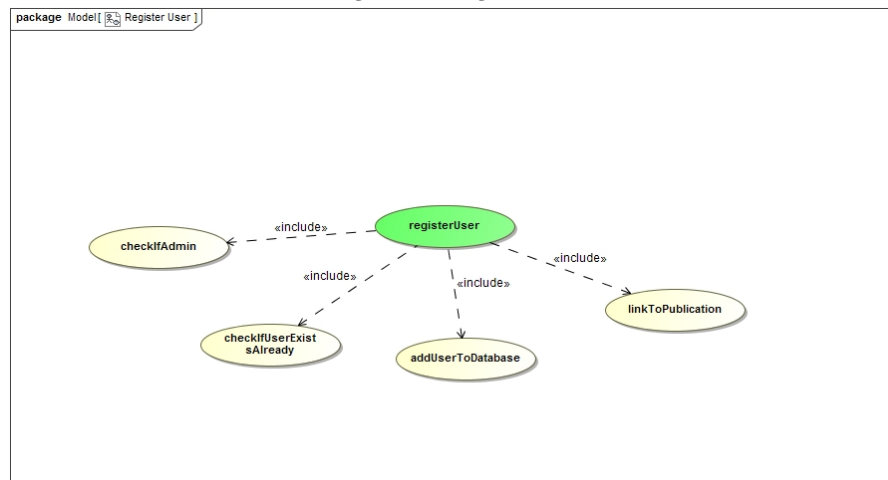 package Model[ Register User ]
registerUser
«include»
checkIfAdmin
«include»
«include»
«include»
linkToPublication
checkIfUserExist
sAlready
addUserToDatabase